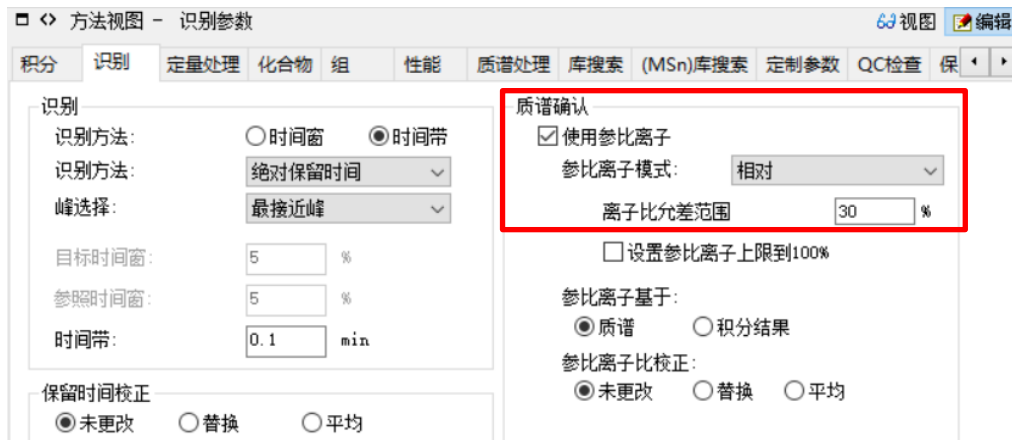 方法视图 - 识别参数 视图 编辑
积分 识别 定量处理 化合物 组 性能 质谱处理 库搜索 (MSn)库搜索 定制参数 QC检查 保
识别
识别方法: 时间窗 时间带
识别方法: 绝对保留时间
峰选择: 最接近峰
目标时间窗: 5 %
参照时间窗: 5 %
时间带: 0.1 min
保留时间校正
未更改 替换 平均
质谱确认
使用参比离子
参比离子模式: 相对
离子比允差范围 30 %
设置参比离子上限到100%
参比离子基于:
质谱 积分结果
参比离子比校正:
未更改 替换 平均